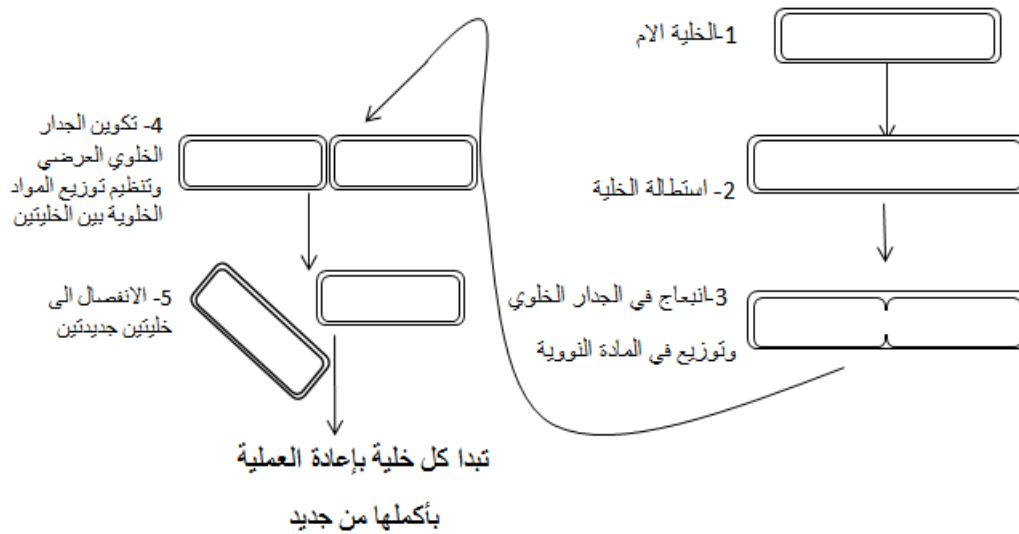 1-الخلية الام
2- استطالة الخلية
3-انبعاج في الجدار الخلوي
وتوزيع في المادة النووية
4- تكوين الجدار
الخلوي العرضي
وتنظيم توزيع المواد
الخلوية بين الخليتين
5- الانفصال الى
خليتين جديدتين
تبدا كل خلية بإعادة العملية
بأكملها من جديد